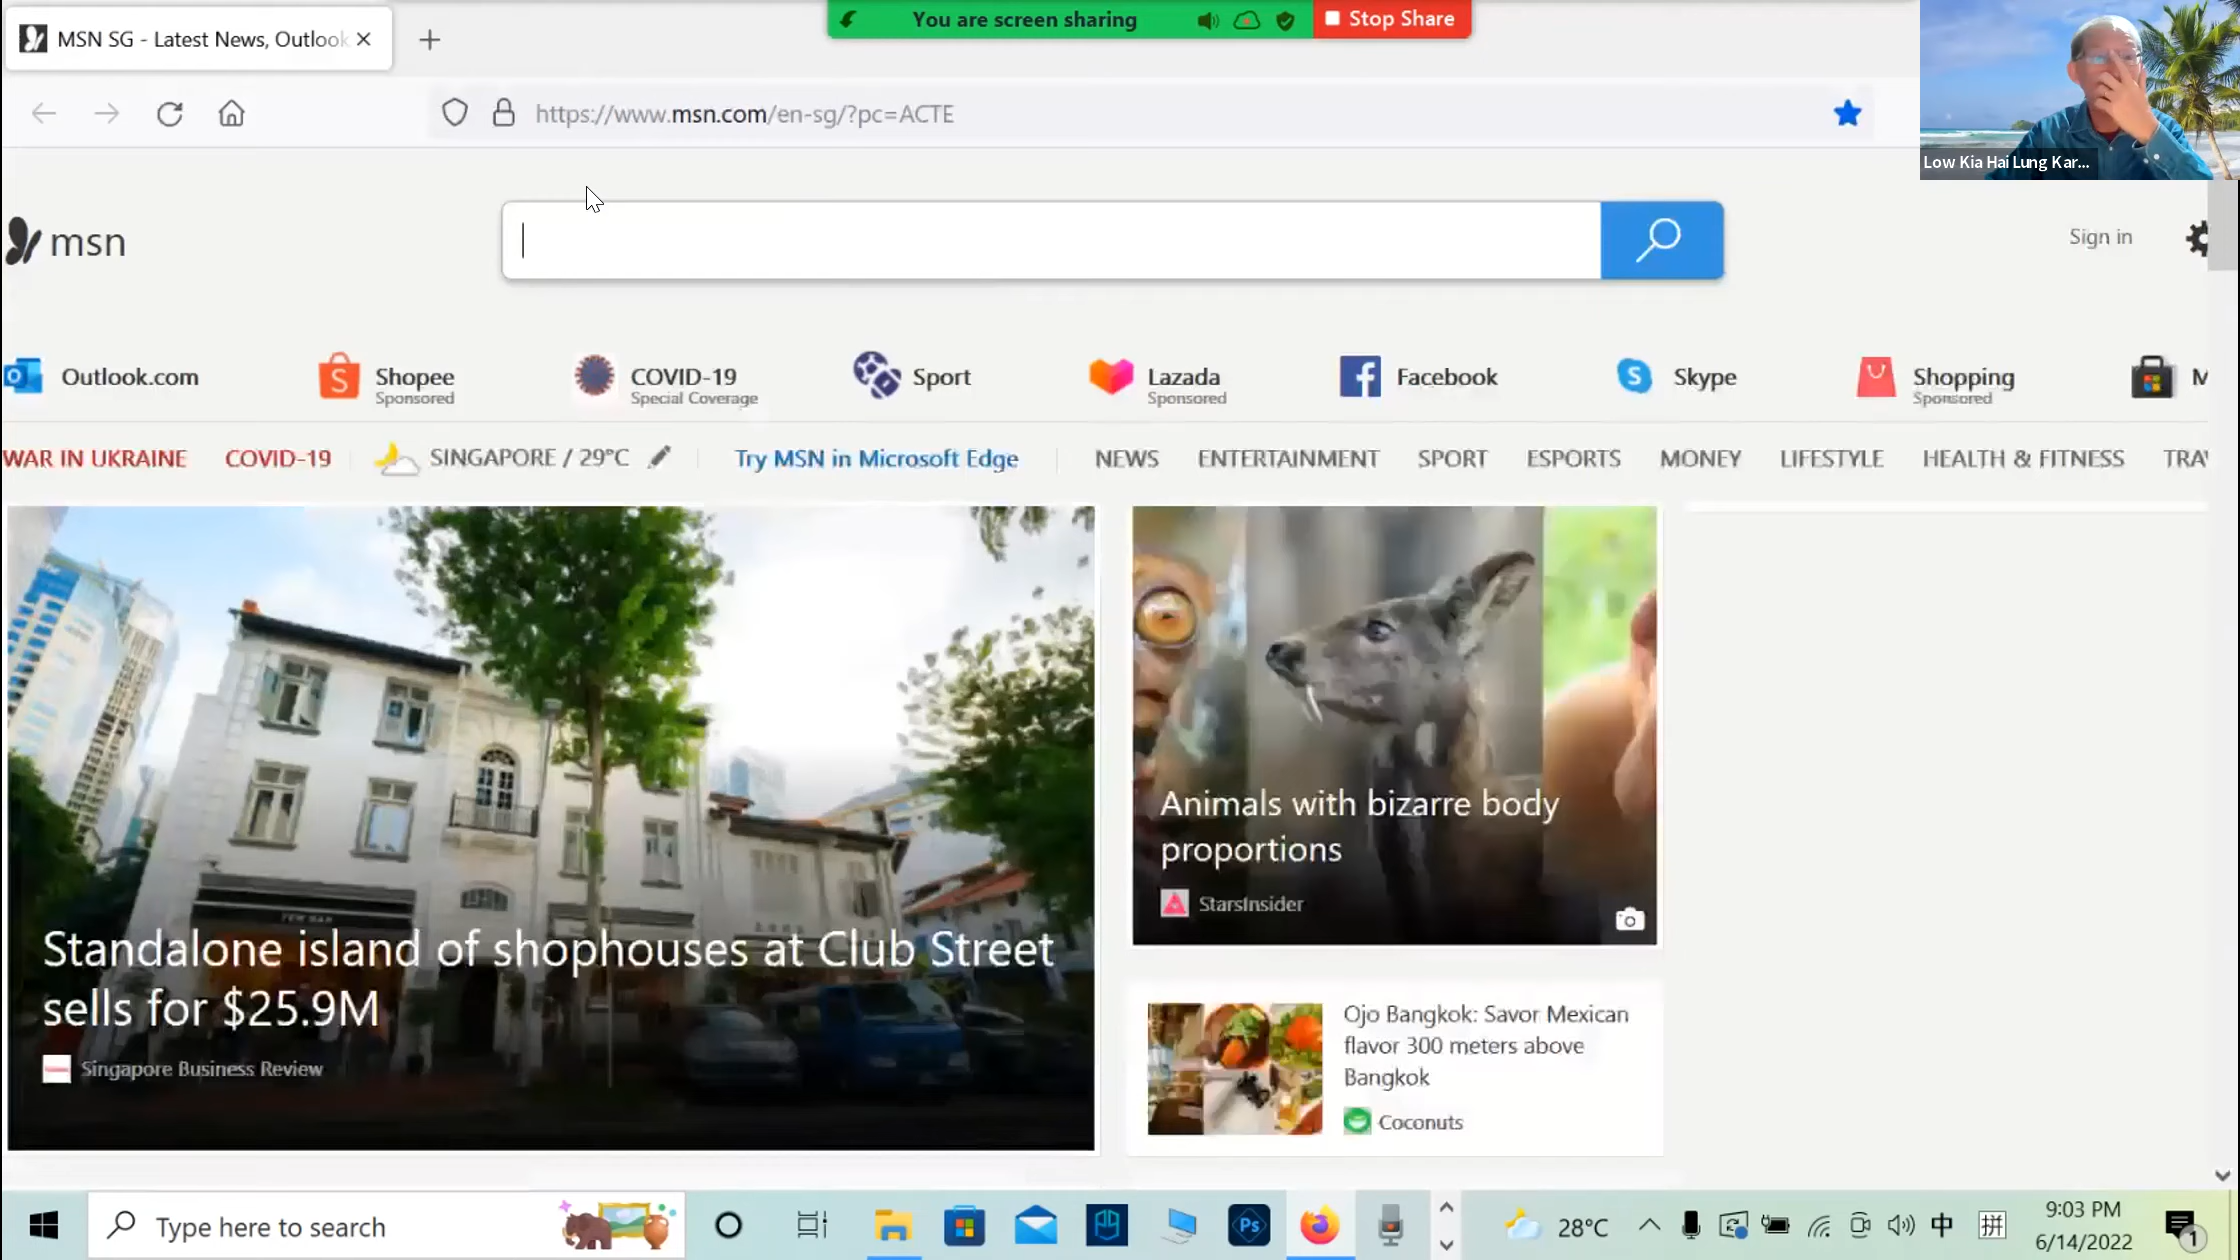 MSN SG - Latest News, Outlook
You are screen sharing
Stop Share
https://www.msn.com/en-sg/?pc=ACTE
Low Kia Hai Lung Kar...
msn
Sign in
Outlook.com
Shopee
Sponsored
COVID-19
Special Coverage
Sport
Lazada
Sponsored
Facebook
Skype
Shopping
Sponsored
M
WAR IN UKRAINE
COVID-19
SINGAPORE / 29°C
Try MSN in Microsoft Edge
NEWS
ENTERTAINMENT
SPORT
ESPORTS
MONEY
LIFESTYLE
HEALTH & FITNESS
TRAV
Standalone island of shophouses at Club Street
sells for $25.9M
Singapore Business Review
Animals with bizarre body
proportions
StarsInsider
Ojo Bangkok: Savor Mexican
flavor 300 meters above
Bangkok
Coconuts
Type here to search
Ps
28°C
中
拼
9:03 PM
6/14/2022
1